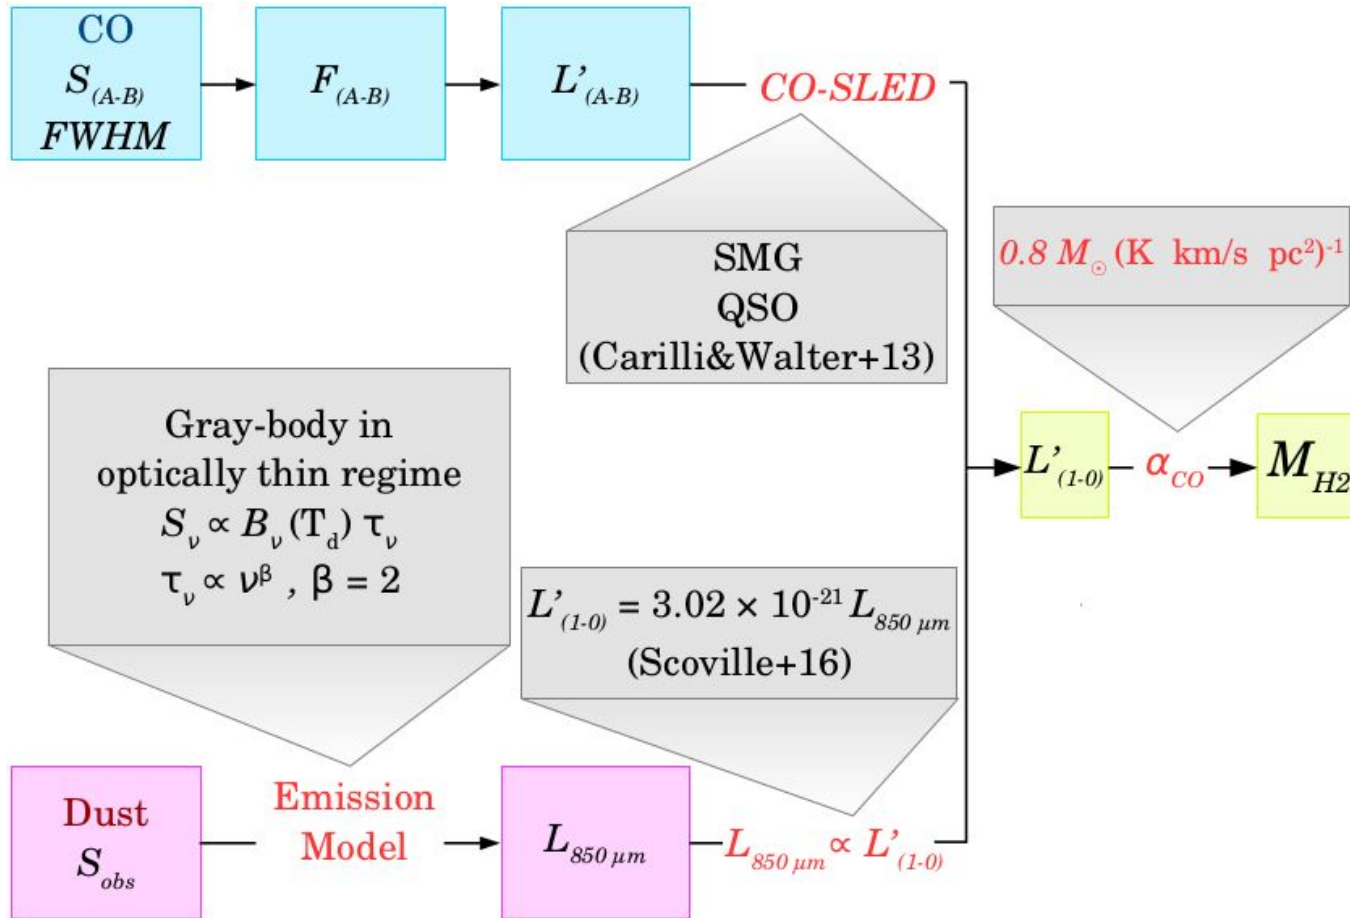 CO
S(A-B)
FWHM
F(A-B)
L’(A-B)
CO-SLED
SMG
QSO
(Carilli&Walter+13)
0.8 M☉ (K km/s pc²)⁻¹
Gray-body in
optically thin regime
Sν ∝ Bν (Td) τν
τν ∝ νβ , β = 2
L’(1-0)
αCO
MH2
L’(1-0) = 3.02 × 10⁻²¹ L850 μm
(Scoville+16)
Dust
Sobs
Emission
Model
L850 μm
L850 μm ∝ L’(1-0)